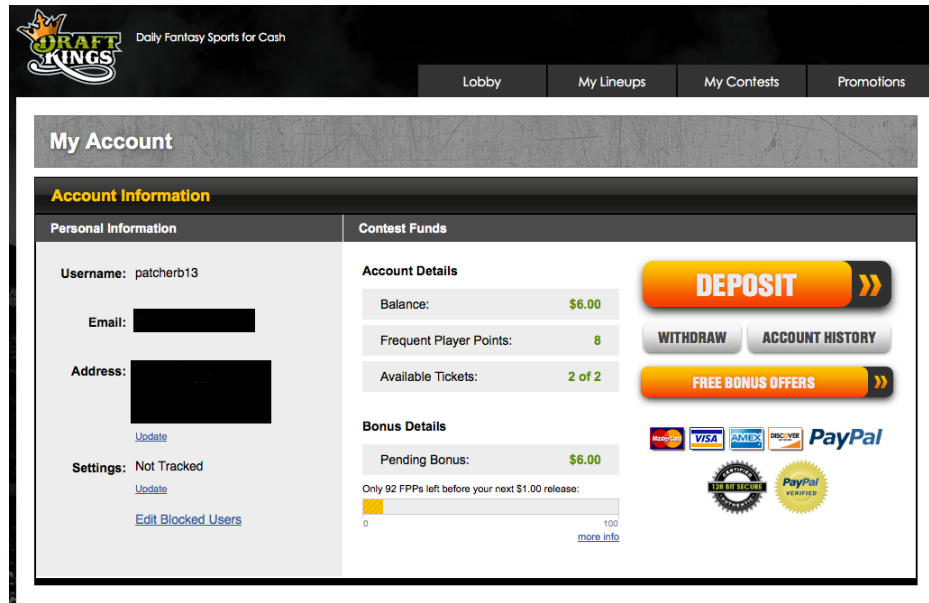 DRAFT
KINGS
Daily Fantasy Sports for Cash
Lobby
My Lineups
My Contests
Promotions
My Account
Account Information
Personal Information
Contest Funds
Username: patcherb13
Email:
Address:
Update
Settings: Not Tracked
Update
Edit Blocked Users
Account Details
Balance: $6.00
Frequent Player Points: 8
Available Tickets: 2 of 2
Bonus Details
Pending Bonus: $6.00
Only 92 FPPs left before your next $1.00 release:
0 100
more info
DEPOSIT
WITHDRAW
ACCOUNT HISTORY
FREE BONUS OFFERS
MasterCard VISA AMEX DISCOVER PayPal
CERTIFIED
128 BIT SECURE
PayPal
VERIFIED